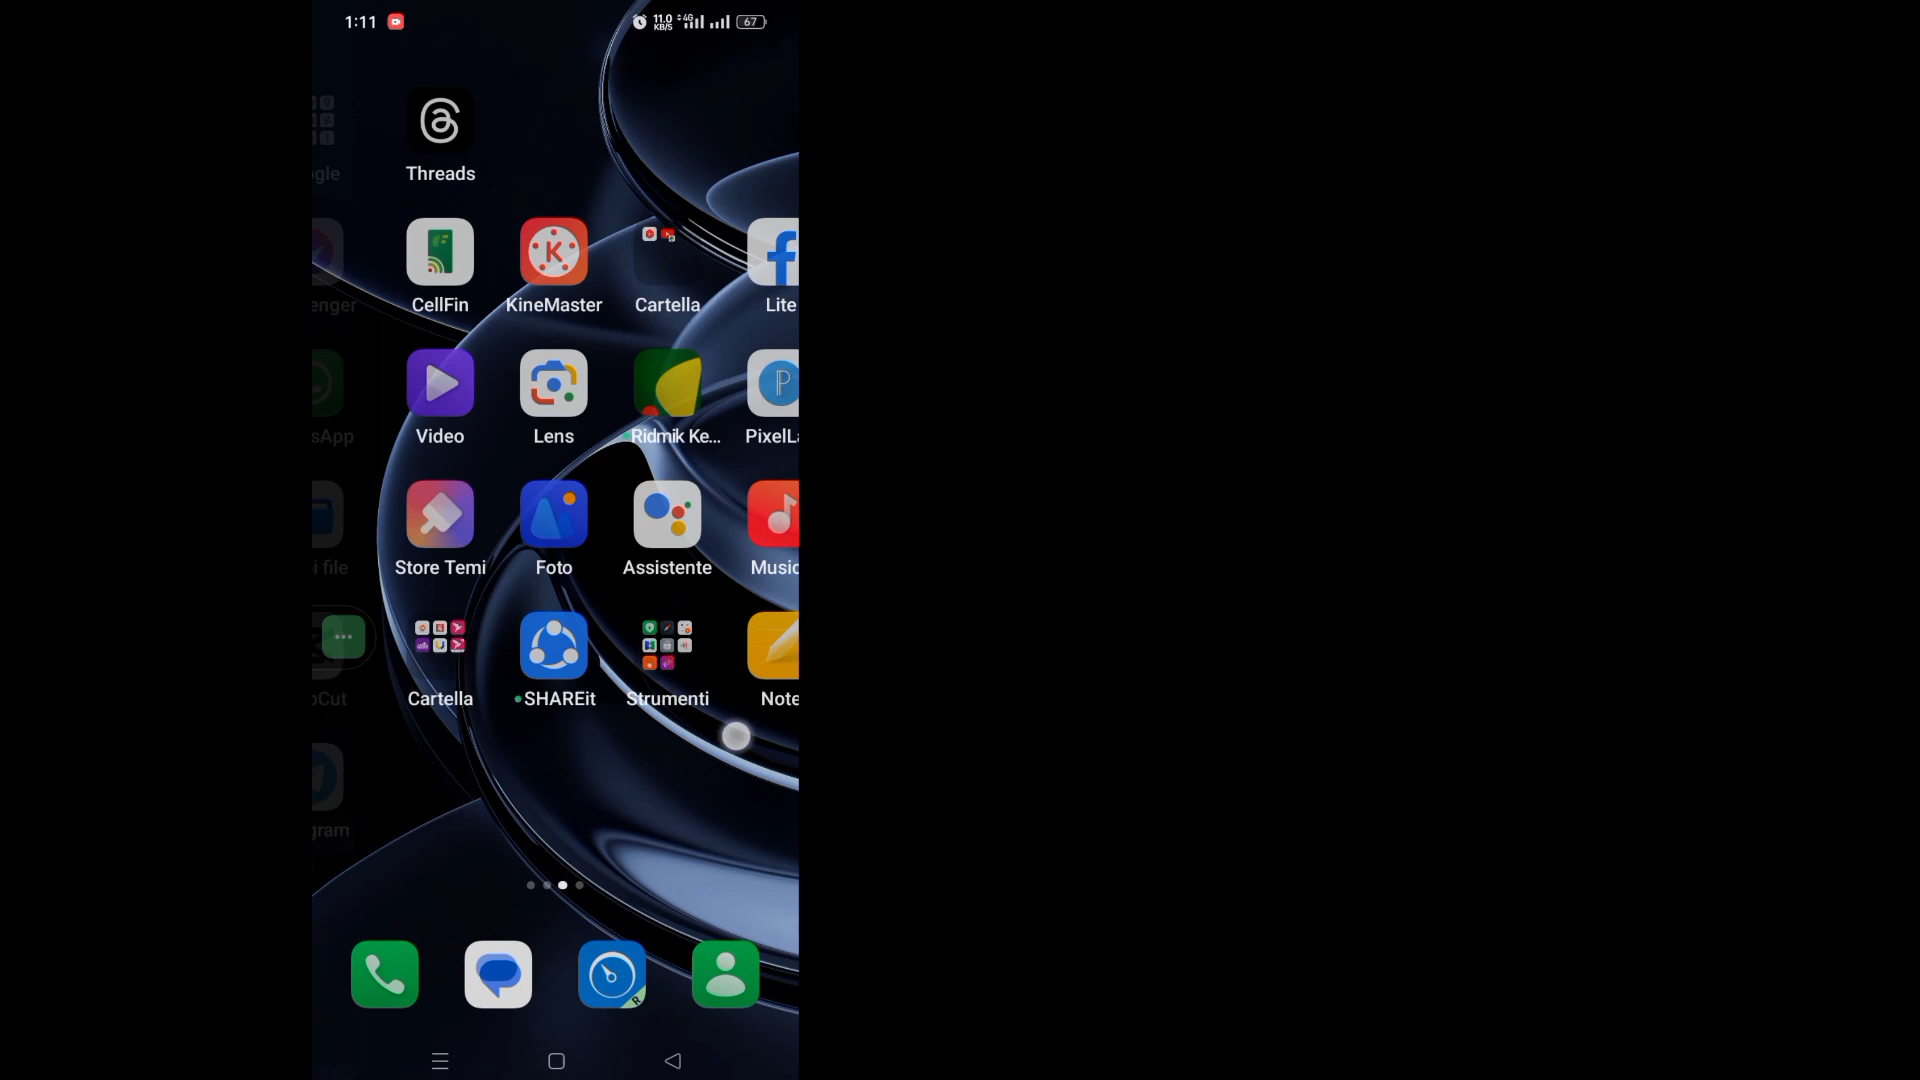 1:11 11.0 KB/S 4G 67
gle Threads
enger CellFin KineMaster Cartella Lite
sApp Video Lens Ridmik Ke... PixelLa
i file Store Temi Foto Assistente Music
Cut Cartella SHAREit Strumenti Note
gram